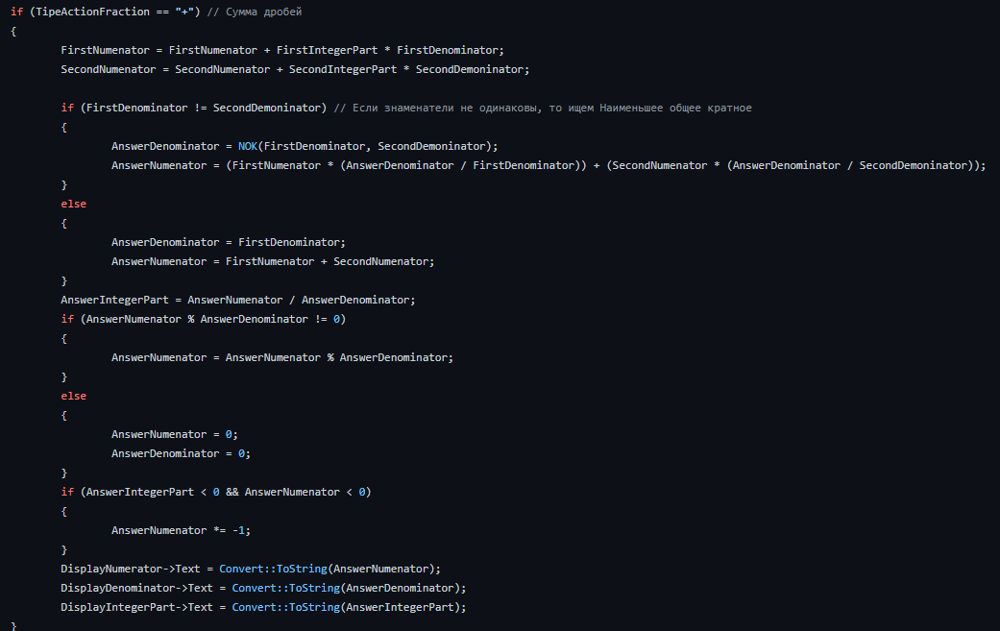 if (TipeActionFraction == "+") // Сумма дробей
{
FirstNumenator = FirstNumenator + FirstIntegerPart * FirstDenominator;
SecondNumenator = SecondNumenator + SecondIntegerPart * SecondDemoninator;
if (FirstDenominator != SecondDemoninator) // Если знаменатели не одинаковы, то ищем Наименьшее общее кратное
{
AnswerDenominator = NOK(FirstDenominator, SecondDemoninator);
AnswerNumenator = (FirstNumenator * (AnswerDenominator / FirstDenominator)) + (SecondNumenator * (AnswerDenominator / SecondDemoninator));
}
else
{
AnswerDenominator = FirstDenominator;
AnswerNumenator = FirstNumenator + SecondNumenator;
}
AnswerIntegerPart = AnswerNumenator / AnswerDenominator;
if (AnswerNumenator % AnswerDenominator != 0)
{
AnswerNumenator = AnswerNumenator % AnswerDenominator;
}
else
{
AnswerNumenator = 0;
AnswerDenominator = 0;
}
if (AnswerIntegerPart < 0 && AnswerNumenator < 0)
{
AnswerNumenator *= -1;
}
DisplayNumerator->Text = Convert::ToString(AnswerNumenator);
DisplayDenominator->Text = Convert::ToString(AnswerDenominator);
DisplayIntegerPart->Text = Convert::ToString(AnswerIntegerPart);
}